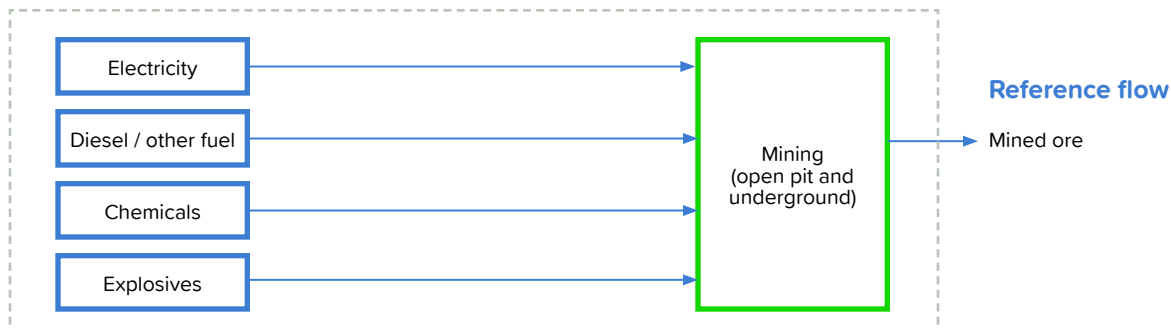 Electricity
Diesel / other fuel
Chemicals
Explosives
Mining
(open pit and
underground)
Reference flow
Mined ore